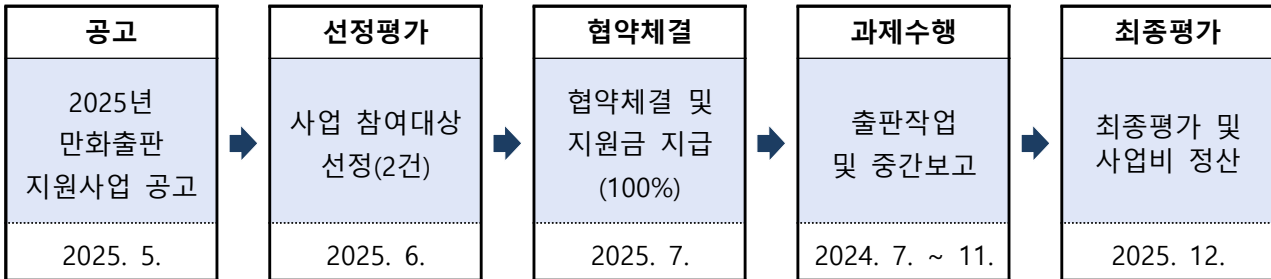 공고
2025년
만화출판
지원사업 공고
2025. 5.
선정평가
사업 참여대상
선정(2건)
2025. 6.
협약체결
협약체결 및
지원금 지급
(100%)
2025. 7.
과제수행
출판작업
및 중간보고
2024. 7. ~ 11.
최종평가
최종평가 및
사업비 정산
2025. 12.